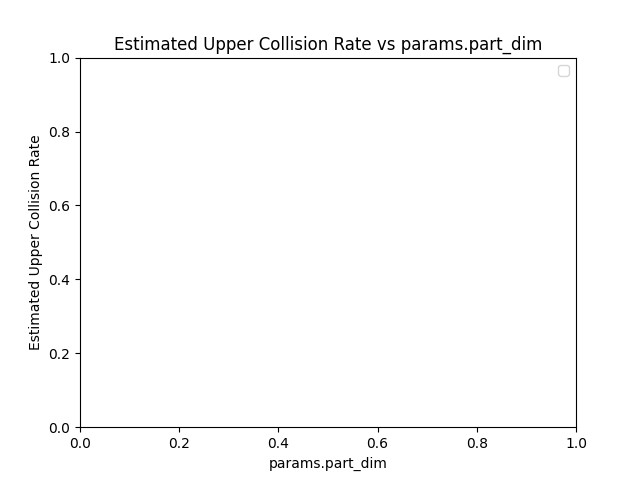 Estimated Upper Collision Rate vs params.part_dim
1.0
0.8
0.6
0.4
0.2
0.0
Estimated Upper Collision Rate
0.0 0.2 0.4 0.6 0.8 1.0
params.part_dim